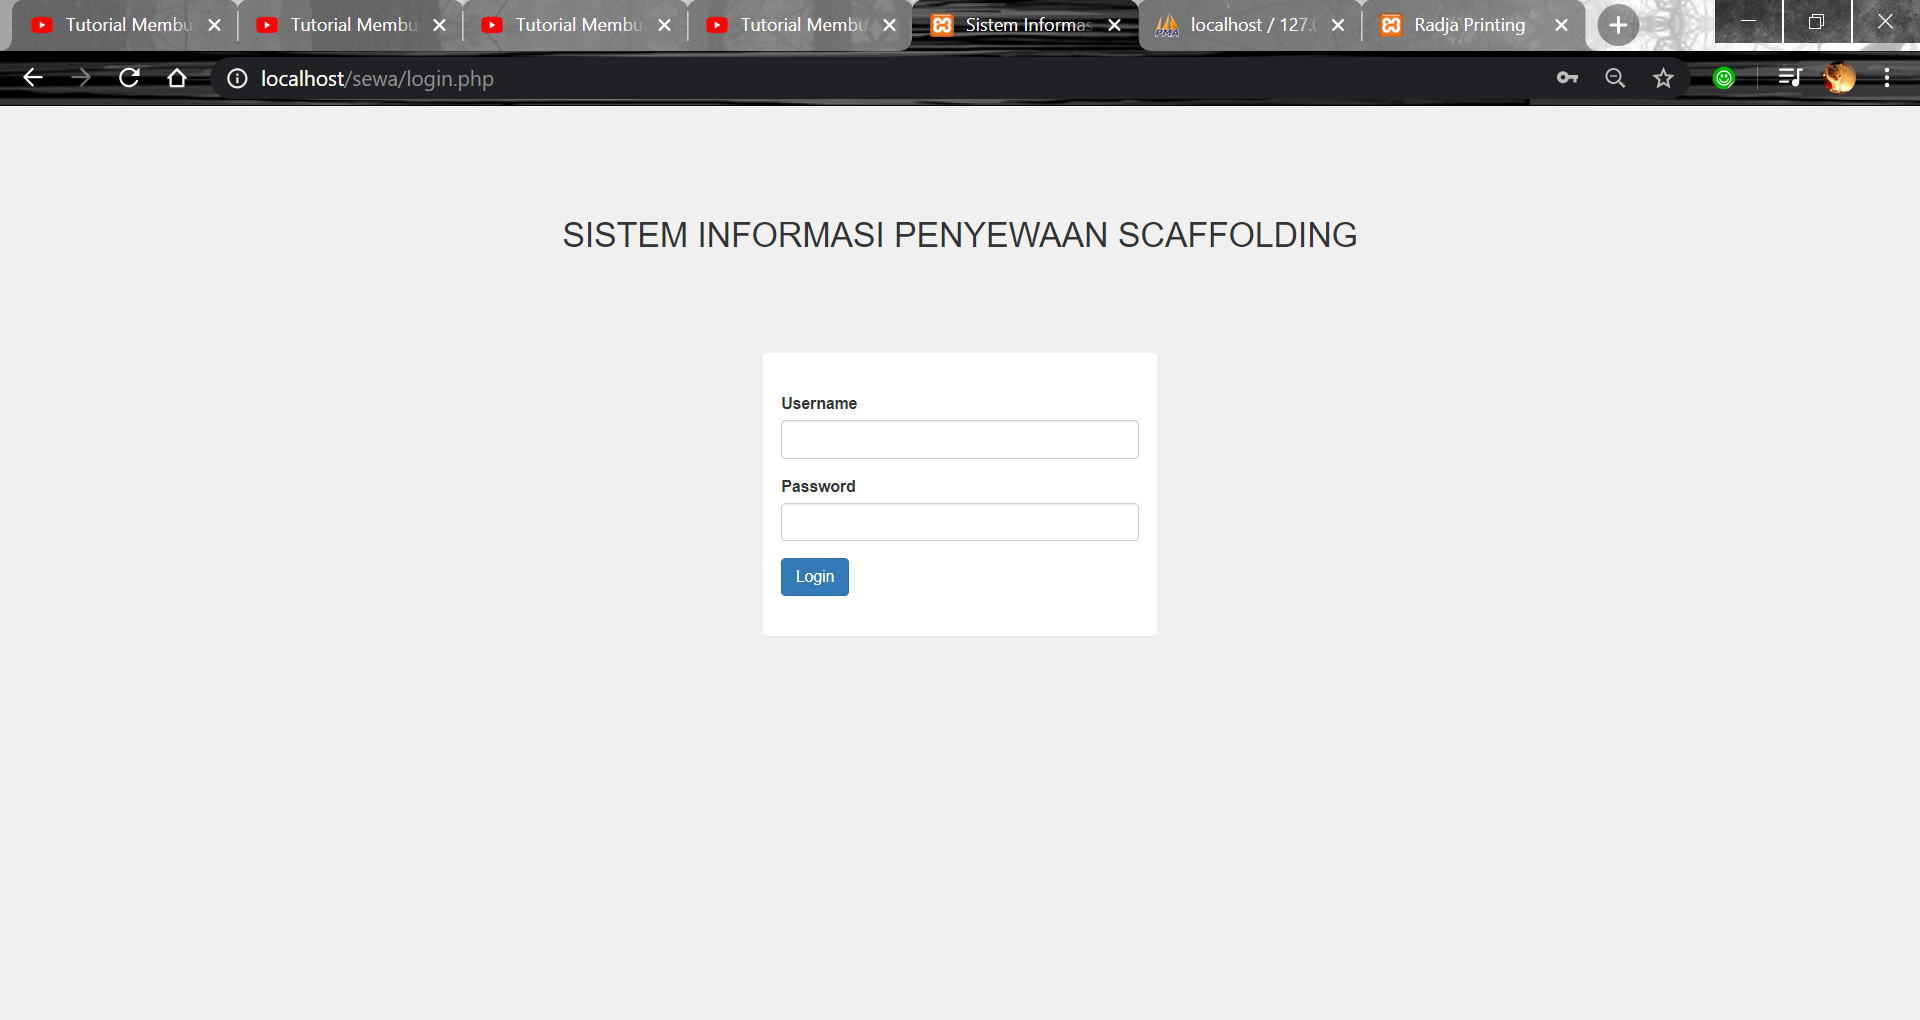 Tutorial Membu
Tutorial Membu
Tutorial Membu
Tutorial Membu
Sistem Informas
localhost / 127.0
Radja Printing
localhost/sewa/login.php
SISTEM INFORMASI PENYEWAAN SCAFFOLDING
Username
Password
Login